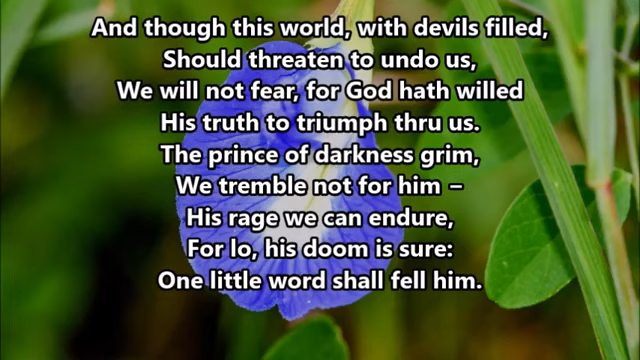 And though this world, with devils filled,
Should threaten to undo us,
We will not fear, for God hath willed
His truth to triumph thru us.
The prince of darkness grim,
We tremble not for him –
His rage we can endure,
For lo, his doom is sure:
One little word shall fell him.